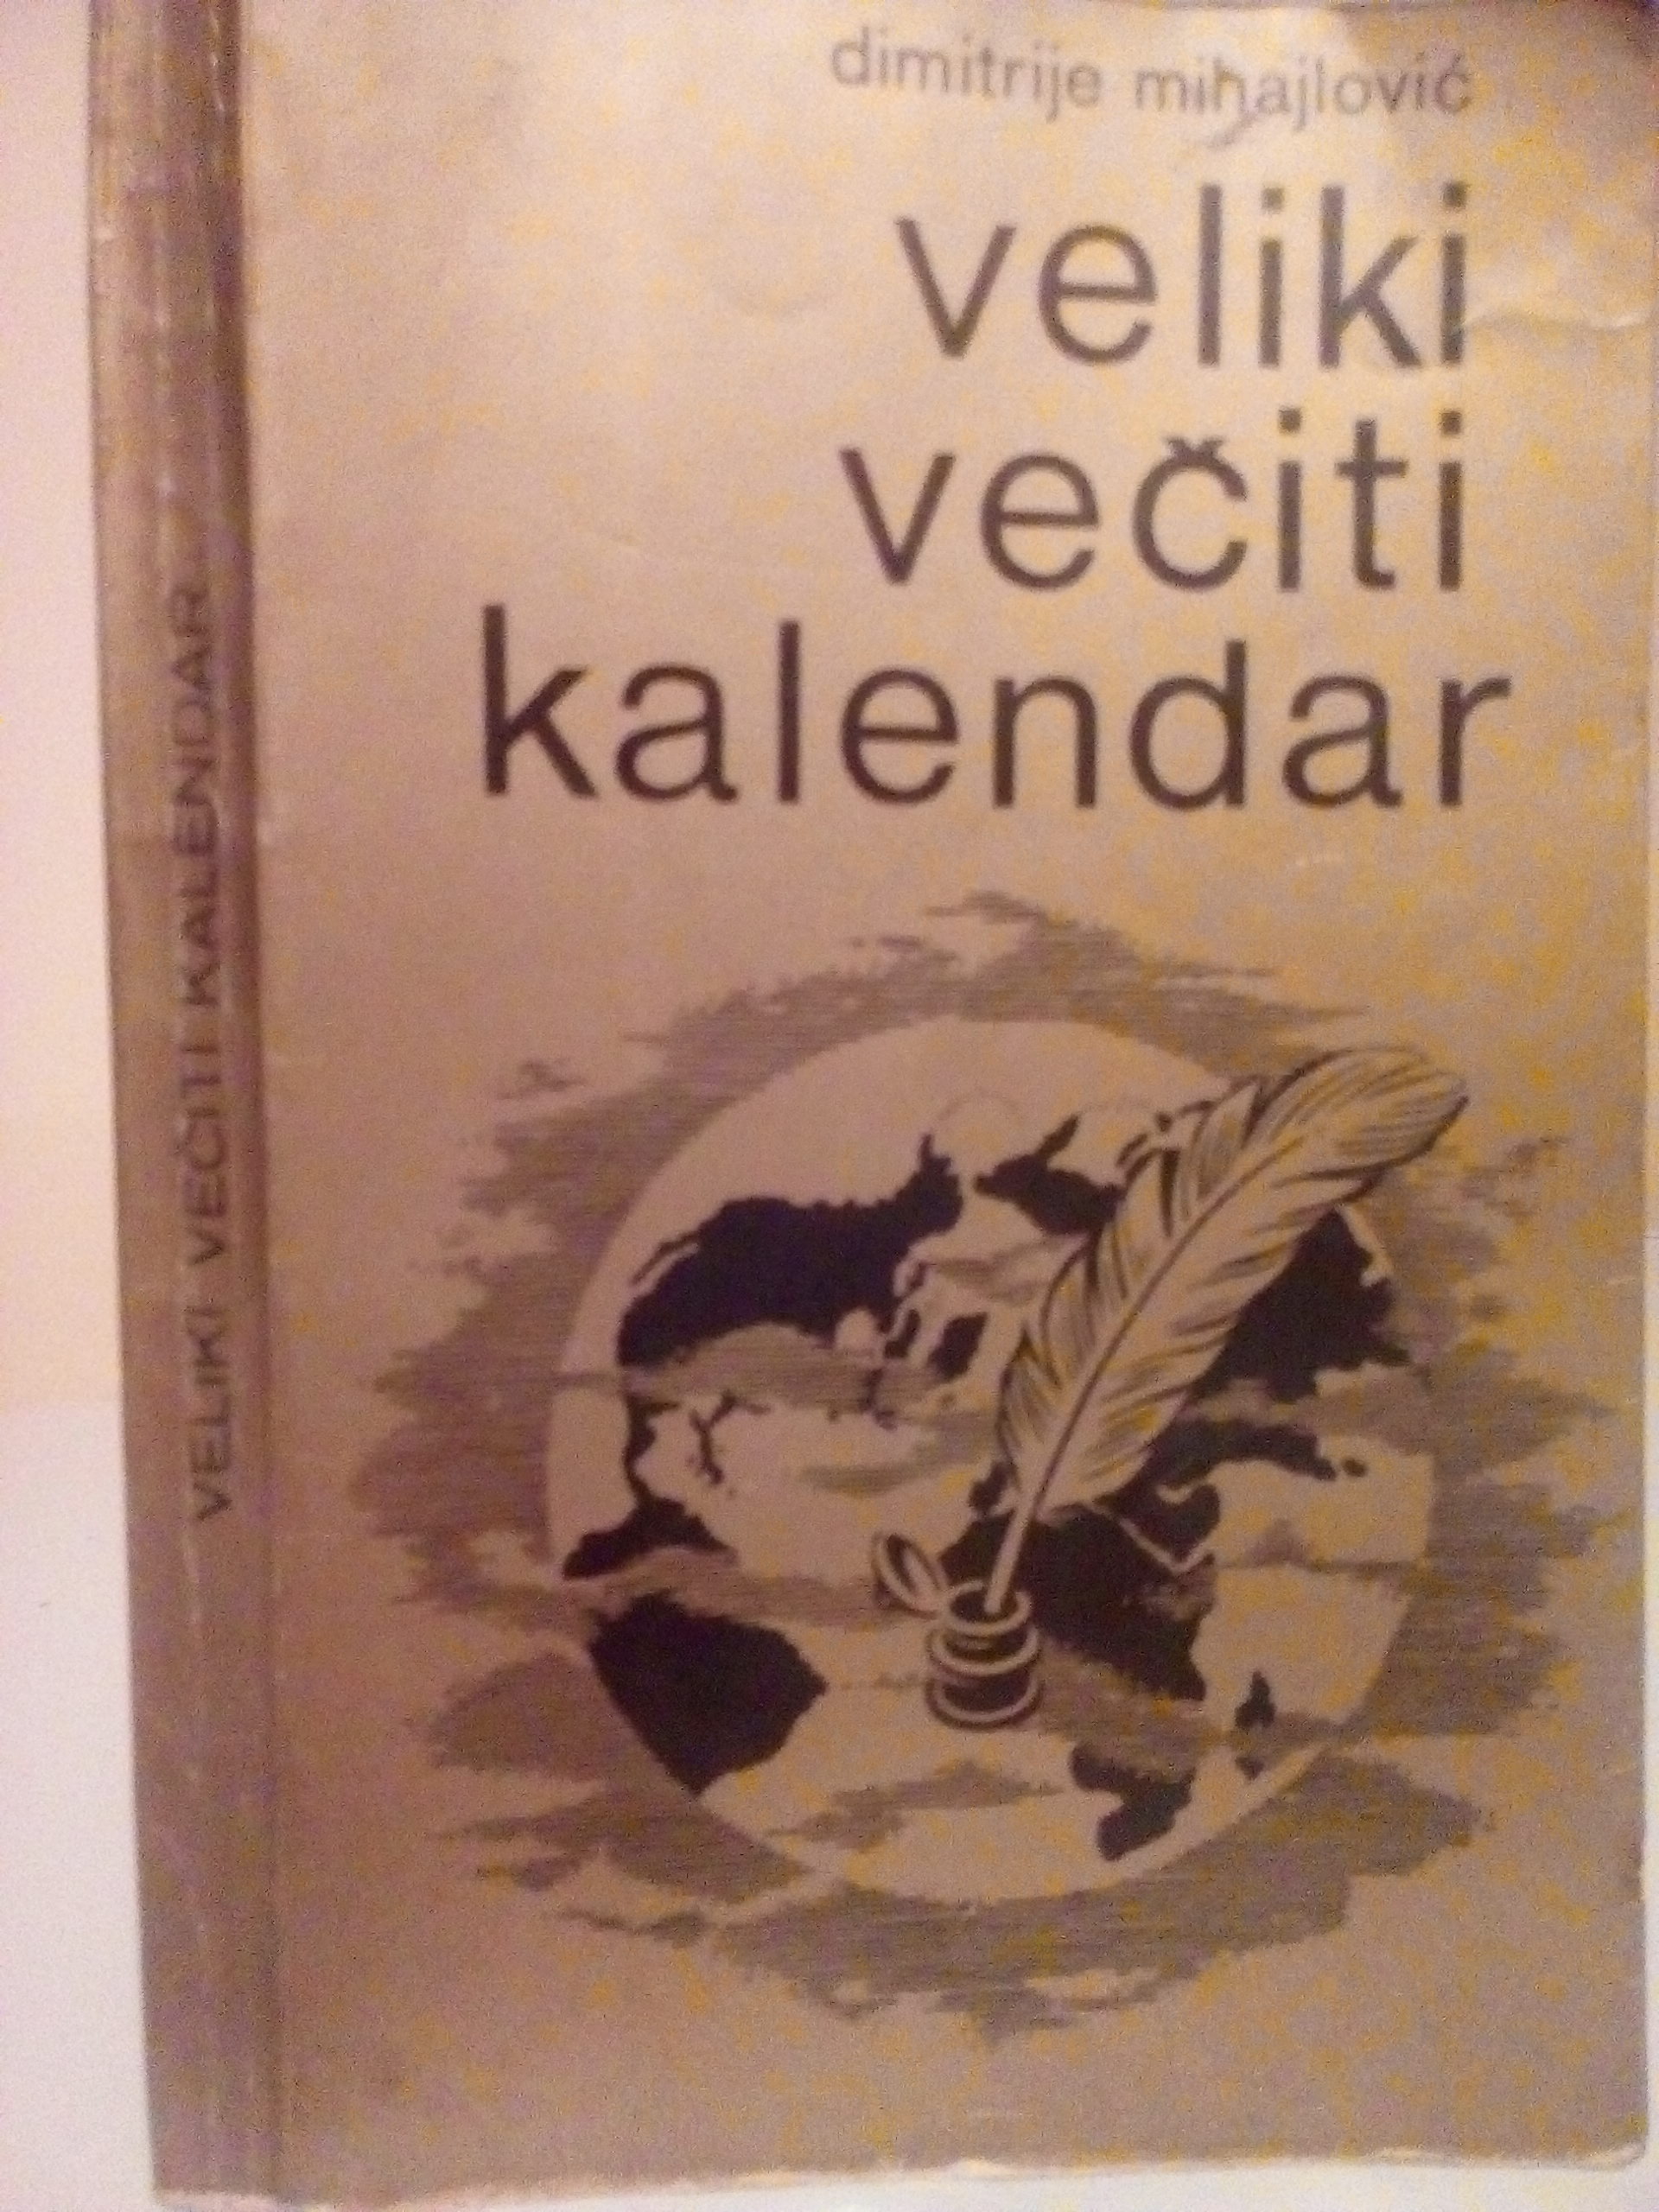 dimitrije mihajlović
veliki
večiti
kalendar
VELIKI VEČITI KALENDAR